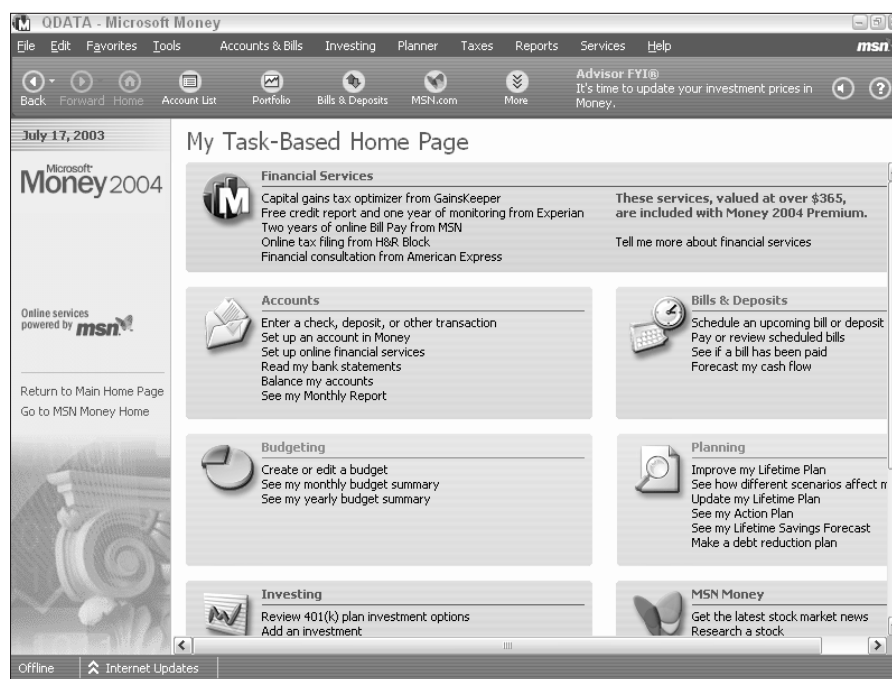 QDATA - Microsoft Money
File Edit Favorites Tools Accounts & Bills Investing Planner Taxes Reports Services Help msn
Back Forward Home Account List Portfolio Bills & Deposits MSN.com More
Advisor FYI®
It's time to update your investment prices in
Money.
July 17, 2003
Microsoft
Money 2004
Online services
powered by msn
Return to Main Home Page
Go to MSN Money Home
My Task-Based Home Page
Financial Services
Capital gains tax optimizer from GainsKeeper
Free credit report and one year of monitoring from Experian
Two years of online Bill Pay from MSN
Online tax filing from H&R Block
Financial consultation from American Express
These services, valued at over $365,
are included with Money 2004 Premium.
Tell me more about financial services
Accounts
Enter a check, deposit, or other transaction
Set up an account in Money
Set up online financial services
Read my bank statements
Balance my accounts
See my Monthly Report
Bills & Deposits
Schedule an upcoming bill or deposit
Pay or review scheduled bills
See if a bill has been paid
Forecast my cash flow
Budgeting
Create or edit a budget
See my monthly budget summary
See my yearly budget summary
Planning
Improve my Lifetime Plan
See how different scenarios affect m
Update my Lifetime Plan
See my Action Plan
See my Lifetime Savings Forecast
Make a debt reduction plan
Investing
Review 401(k) plan investment options
Add an investment
MSN Money
Get the latest stock market news
Research a stock
Offline Internet Updates